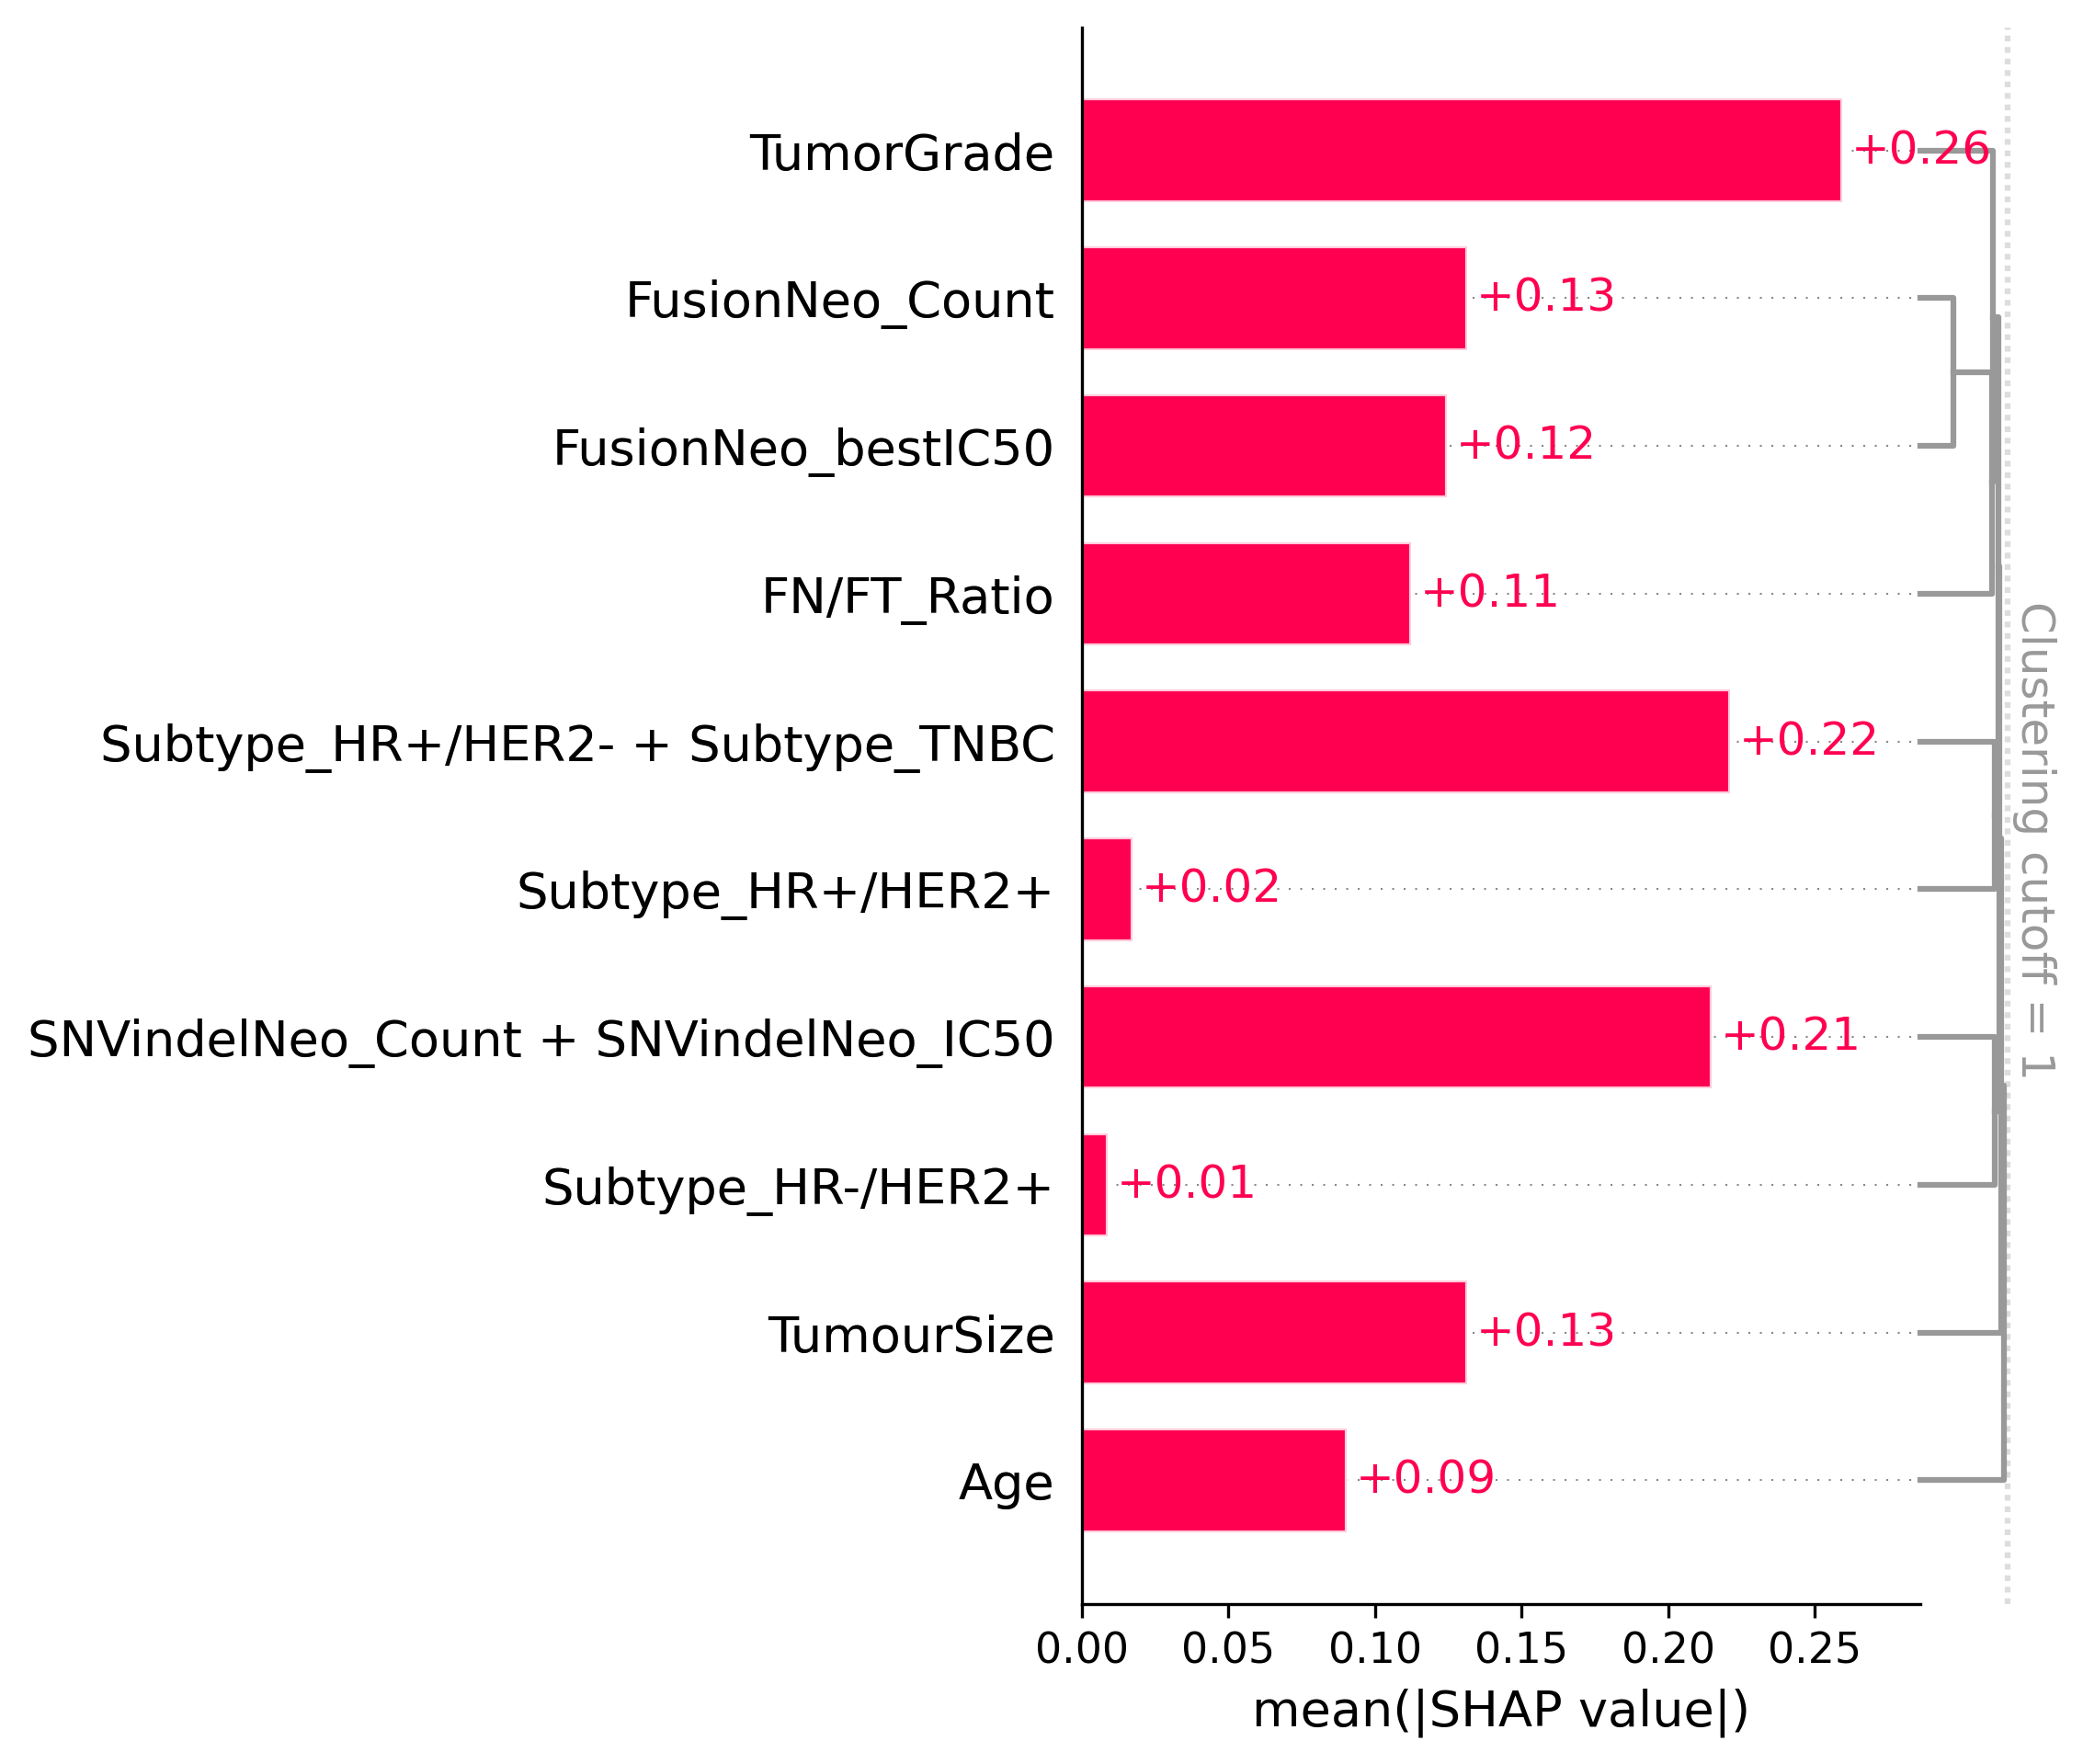 TumorGrade +0.26
FusionNeo_Count +0.13
FusionNeo_bestIC50 +0.12
FN/FT_Ratio +0.11
Subtype_HR+/HER2- + Subtype_TNBC +0.22
Subtype_HR+/HER2+ +0.02
SNVindelNeo_Count + SNVindelNeo_IC50 +0.21
Subtype_HR-/HER2+ +0.01
TumourSize +0.13
Age +0.09
0.00 0.05 0.10 0.15 0.20 0.25
mean(|SHAP value|)
Clustering cutoff = 1